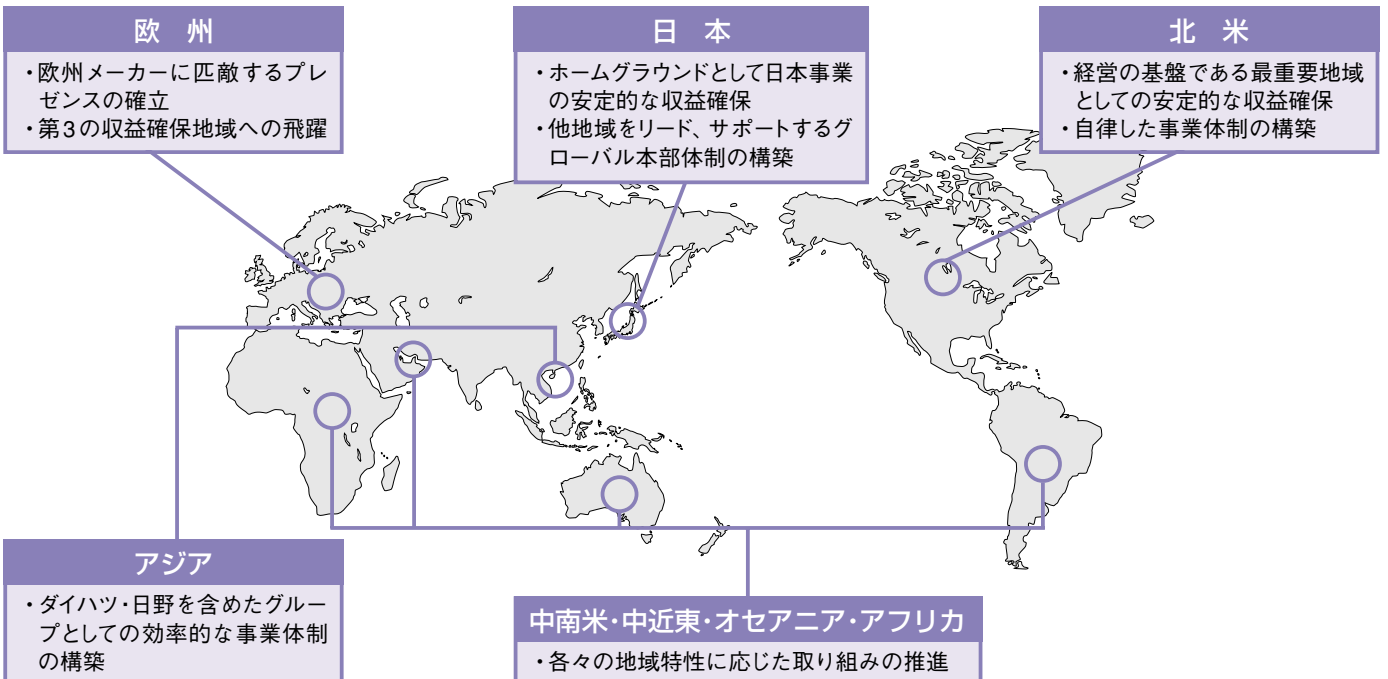 欧　州
・欧州メーカーに匹敵するプレ
ゼンスの確立
・第3の収益確保地域への飛躍
日　本
・ホームグラウンドとして日本事業
の安定的な収益確保
・他地域をリード、サポートするグ
ローバル本部体制の構築
北　米
・経営の基盤である最重要地域
としての安定的な収益確保
・自律した事業体制の構築
アジア
・ダイハツ・日野を含めたグルー
プとしての効率的な事業体制
の構築
中南米・中近東・オセアニア・アフリカ
・各々の地域特性に応じた取り組みの推進